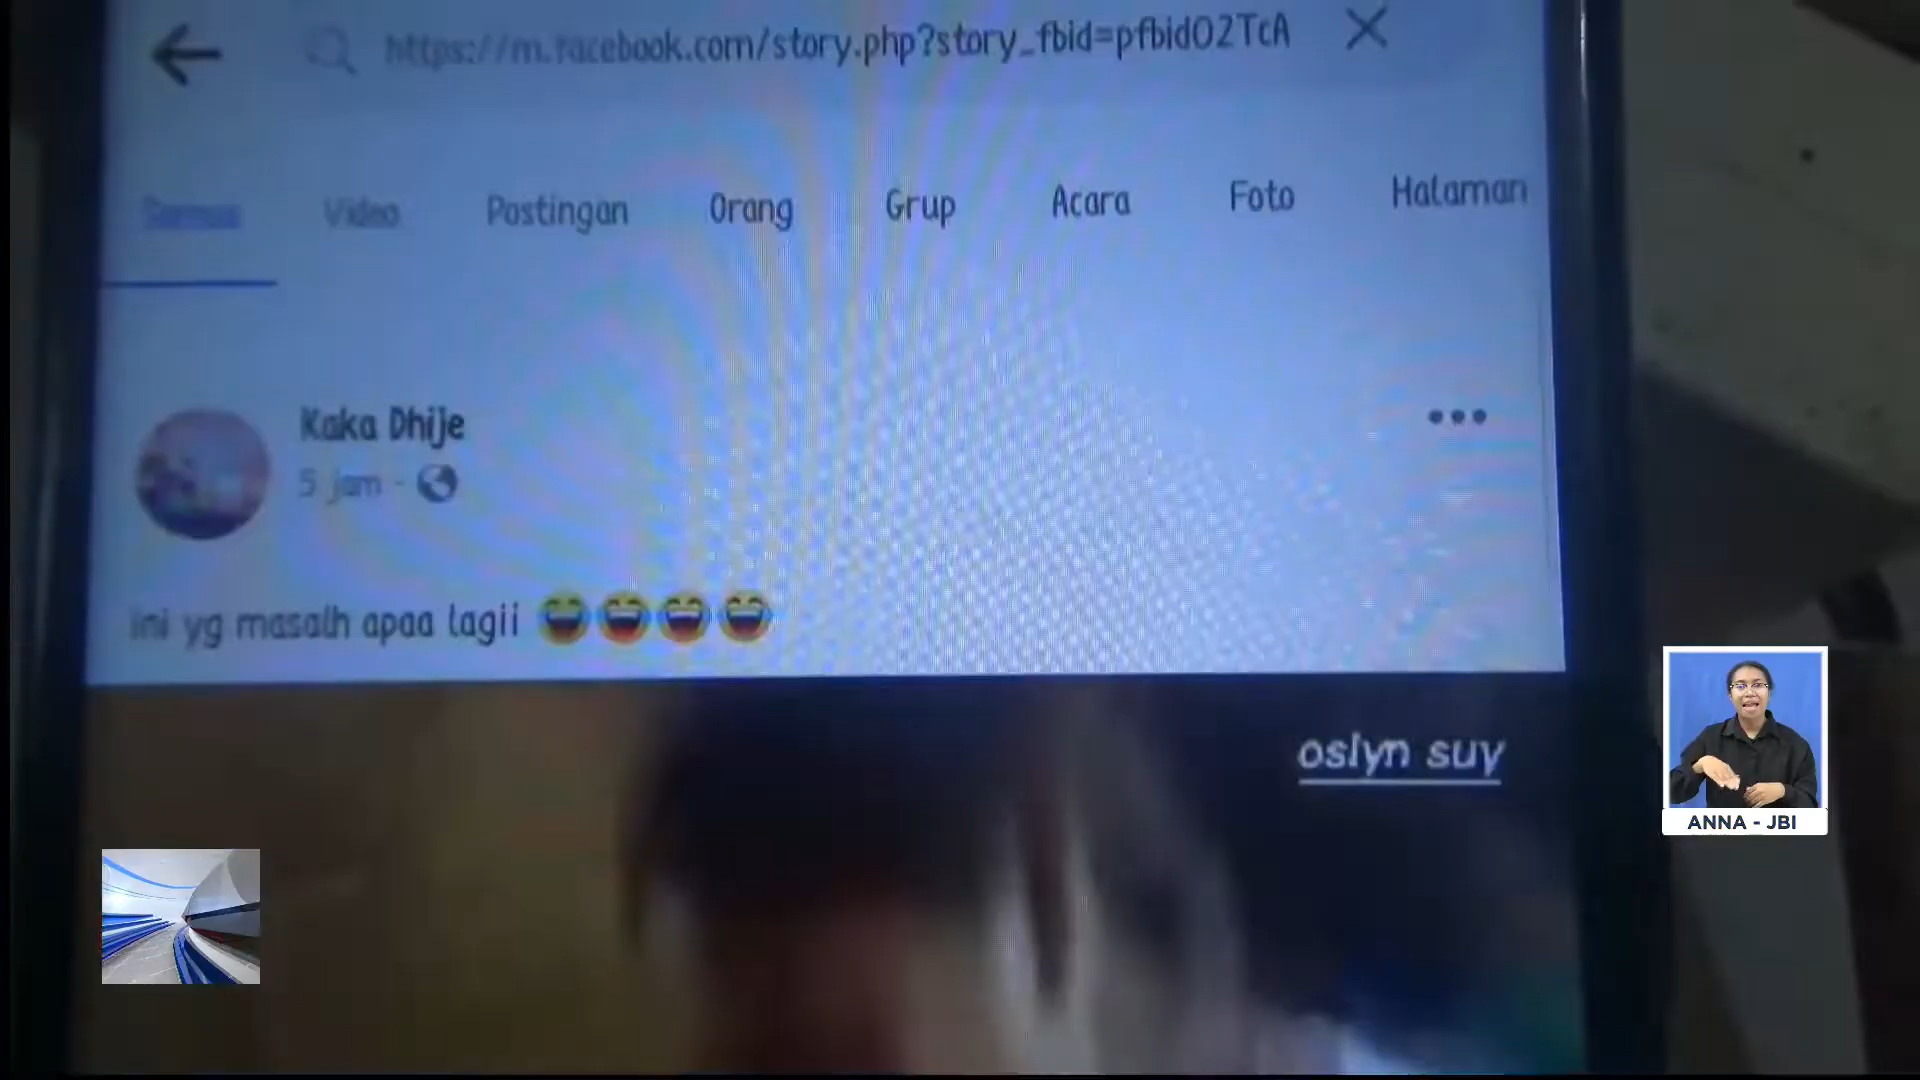 https://m.facebook.com/story.php?story_fbid=pfbid02TcA
Semua Video Postingan Orang Grup Acara Foto Halaman
Kaka Dhije
5 jam
ini yg masalh apaa lagii 😄😄😄😄
oslyn suy
ANNA - JBI